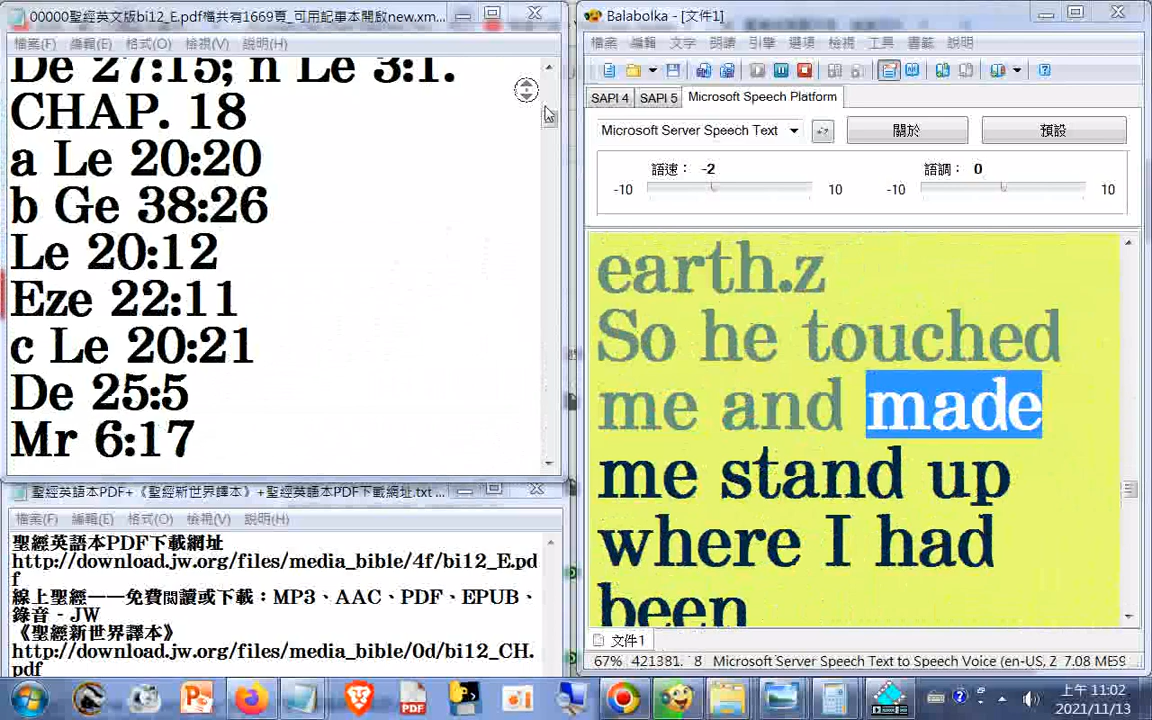 00000聖經英文版bi12_E.pdf檔共有1669頁_可用記事本開啟new.xm...
檔案(F) 編輯(E) 格式(O) 檢視(V) 說明(H)
De 27:15; n Le 3:1.
CHAP. 18
a Le 20:20
b Ge 38:26
Le 20:12
Eze 22:11
c Le 20:21
De 25:5
Mr 6:17
聖經英語本PDF+《聖經新世界譯本》+聖經英語本PDF下載網址.txt ...
檔案(F) 編輯(E) 格式(O) 檢視(V) 說明(H)
聖經英語本PDF下載網址
http://download.jw.org/files/media_bible/4f/bi12_E.pd
f
線上聖經——免費閱讀或下載：MP3、AAC、PDF、EPUB、
錄音 - JW
《聖經新世界譯本》
http://download.jw.org/files/media_bible/0d/bi12_CH.
pdf
Balabolka - [文件1]
檔案 編輯 文字 朗讀 引擎 選項 檢視 工具 書籤 說明
SAPI 4 SAPI 5 Microsoft Speech Platform
Microsoft Server Speech Text 關於 預設
語速： -2 語調： 0
-10 10 -10 10
earth.z
So he touched
me and made
me stand up
where I had
been
文件1
67% 421381. 8 Microsoft Server Speech Text to Speech Voice (en-US, Z 7.08 ME59
PDF
上午 11:02
2021/11/13